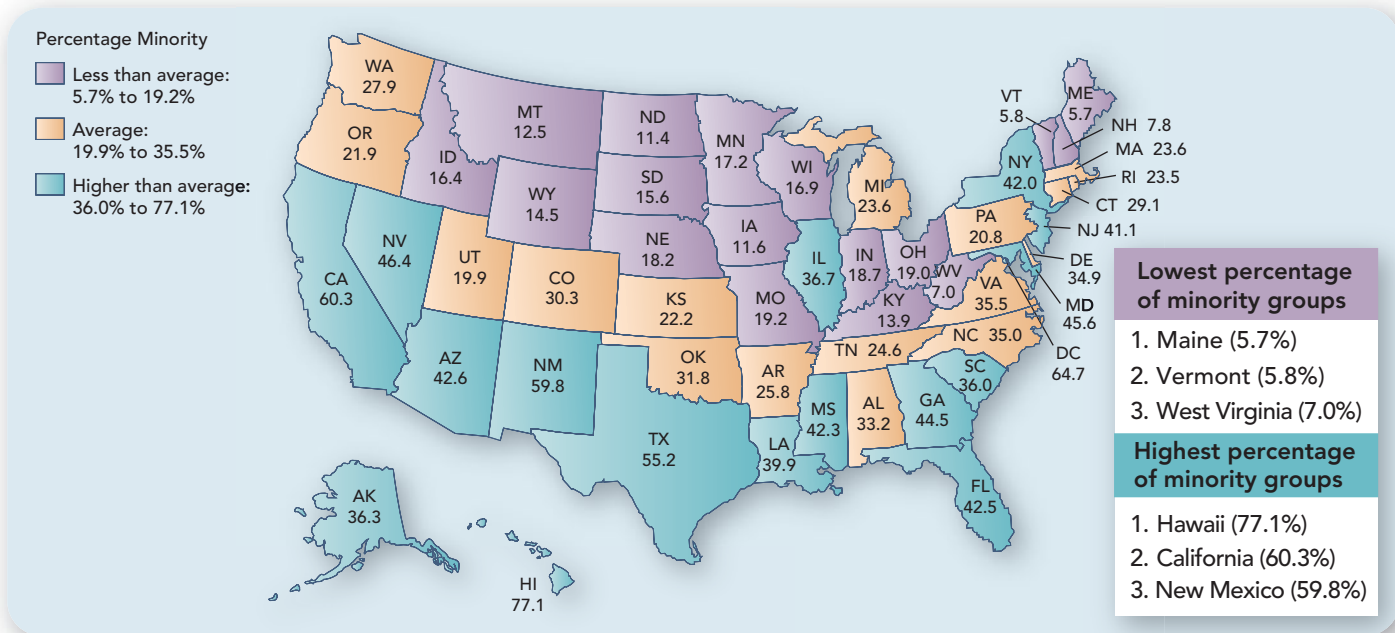 Percentage Minority
Less than average:
5.7% to 19.2%
Average:
19.9% to 35.5%
Higher than average:
36.0% to 77.1%
WA
27.9
OR
21.9
CA
60.3
NV
46.4
ID
16.4
MT
12.5
WY
14.5
UT
19.9
CO
30.3
AZ
42.6
NM
59.8
ND
11.4
SD
15.6
NE
18.2
KS
22.2
OK
31.8
TX
55.2
MN
17.2
IA
11.6
MO
19.2
AR
25.8
LA
39.9
WI
16.9
IL
36.7
MI
23.6
IN
18.7
OH
19.0
KY
13.9
TN 24.6
MS
42.3
AL
33.2
GA
44.5
FL
42.5
SC
36.0
NC 35.0
VA
35.5
WV
7.0
PA
20.8
NY
42.0
VT
5.8
ME
5.7
NH 7.8
MA 23.6
RI 23.5
CT 29.1
NJ 41.1
DE
34.9
MD
45.6
DC
64.7
AK
36.3
HI
77.1
Lowest percentage
of minority groups
1. Maine (5.7%)
2. Vermont (5.8%)
3. West Virginia (7.0%)
Highest percentage
of minority groups
1. Hawaii (77.1%)
2. California (60.3%)
3. New Mexico (59.8%)